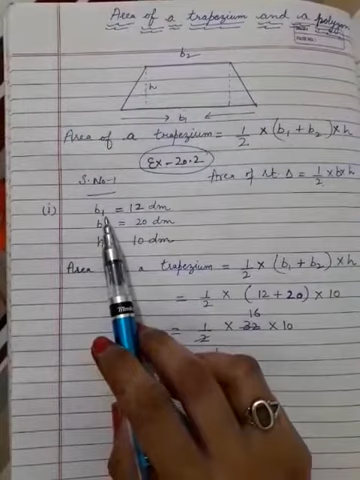 Area of a trapezium and a polygon
b₂
h
b₁
Area of a trapezium = 1/2 × (b₁ + b₂) × h
Ex-20.2
S.No-1
Area of rt Δ = 1/2 × b × h
(i) b₁ = 12 dm
= 20 dm
10 dm
Area a trapezium = 1/2 × (b₁ + b₂) × h
= 1/2 × (12 + 20) × 10
16
= 1/2 × 32 × 10